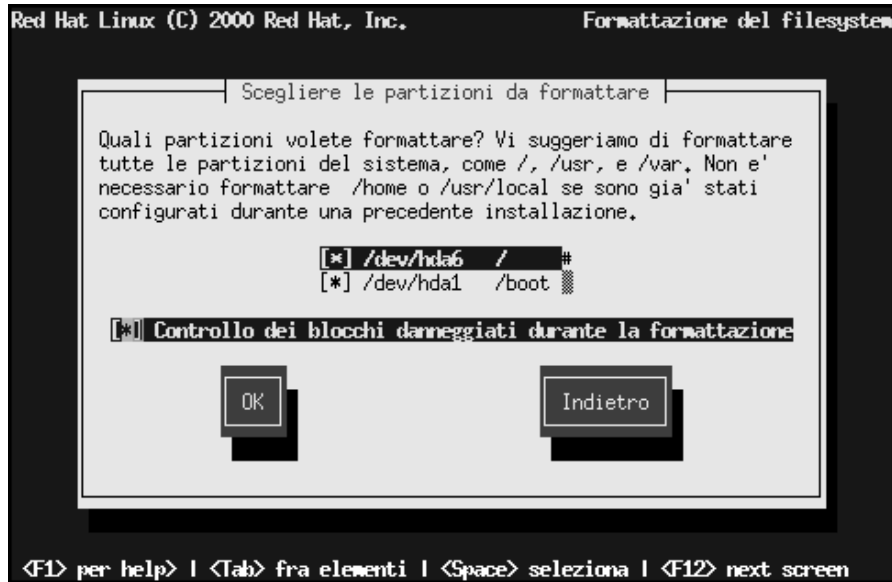 Red Hat Linux (C) 2000 Red Hat, Inc. Formattazione del filesystem
Scegliere le partizioni da formattare
Quali partizioni volete formattare? Vi suggeriamo di formattare
tutte le partizioni del sistema, come /, /usr, e /var. Non e'
necessario formattare /home o /usr/local se sono gia' stati
configurati durante una precedente installazione.
[*] /dev/hda6 / #
[*] /dev/hda1 /boot
[*] Controllo dei blocchi danneggiati durante la formattazione
OK Indietro
<F1> per help> | <Tab> fra elementi | <Space> seleziona | <F12> next screen